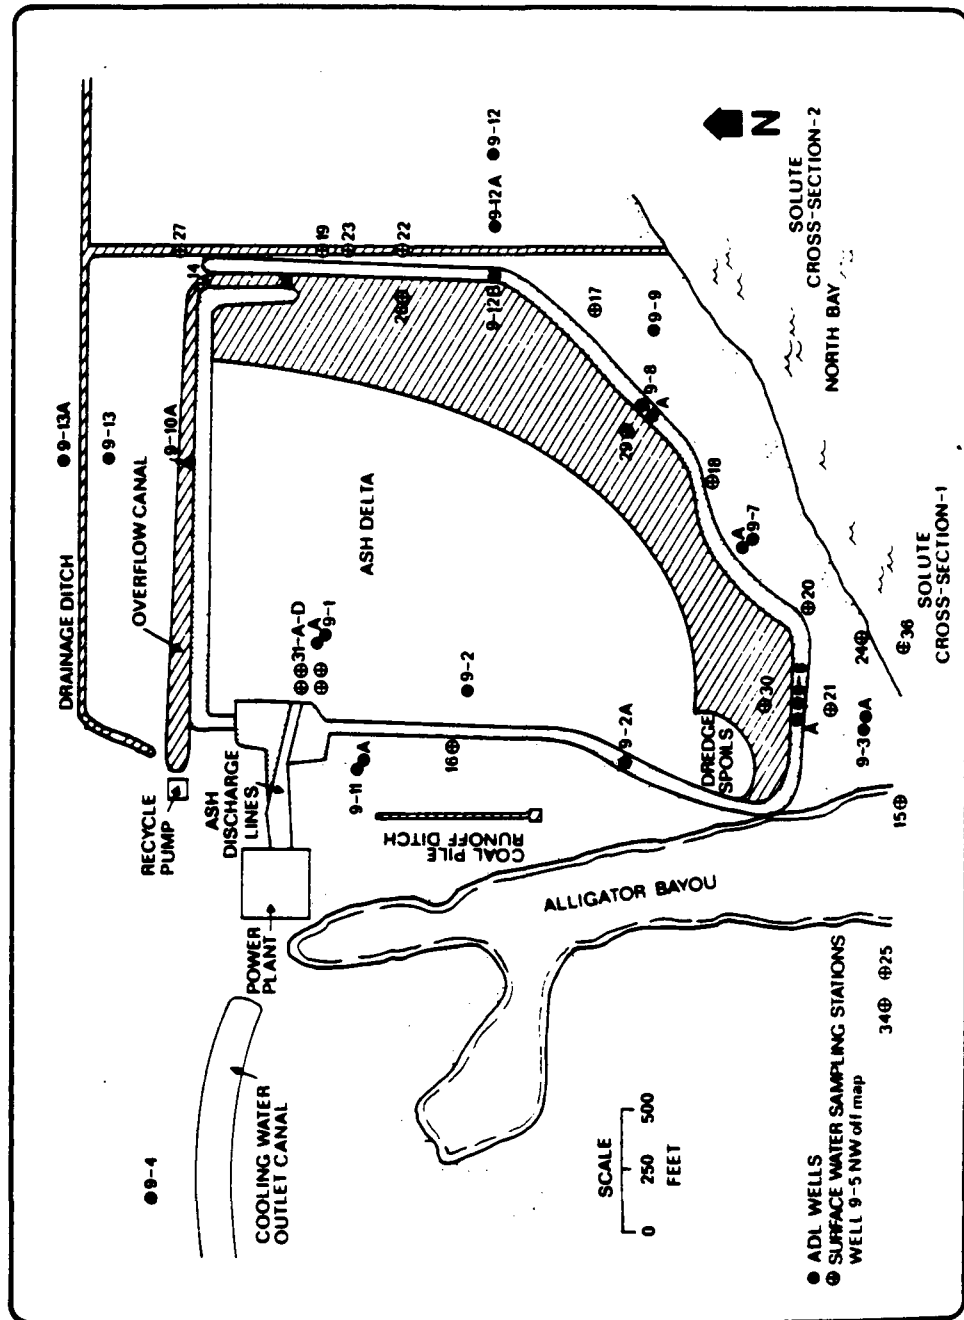 DRAINAGE DITCH
9-13A
9-13
OVERFLOW CANAL
9-10A
14
27
RECYCLE
PUMP
ASH
DISCHARGE
LINES
POWER
PLANT
COOLING WATER
OUTLET CANAL
9-4
31-A-D
A
9-1
9-2
ASH DELTA
19
23
22
9-12A
9-12
9-12B
17
9-9
9-8
A
29
18
A
9-7
20
9-11
A
16
COAL PILE
RUNOFF DITCH
9-2A
DREDGE
SPOILS
30
A
21
24
36
9-3
A
15
ALLIGATOR BAYOU
34
25
N
NORTH BAY
SOLUTE
CROSS-SECTION-2
SOLUTE
CROSS-SECTION-1
SCALE
0 250 500
FEET
ADL WELLS
SURFACE WATER SAMPLING STATIONS
WELL 9-5 NW off map